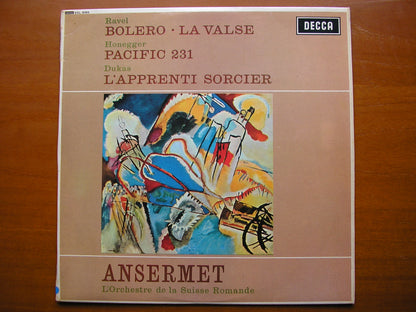 Ravel
BOLERO · LA VALSE
Honegger
PACIFIC 231
Dukas
L'APPRENTI SORCIER
DECCA
ANSERMET
L'Orchestre de la Suisse Romande